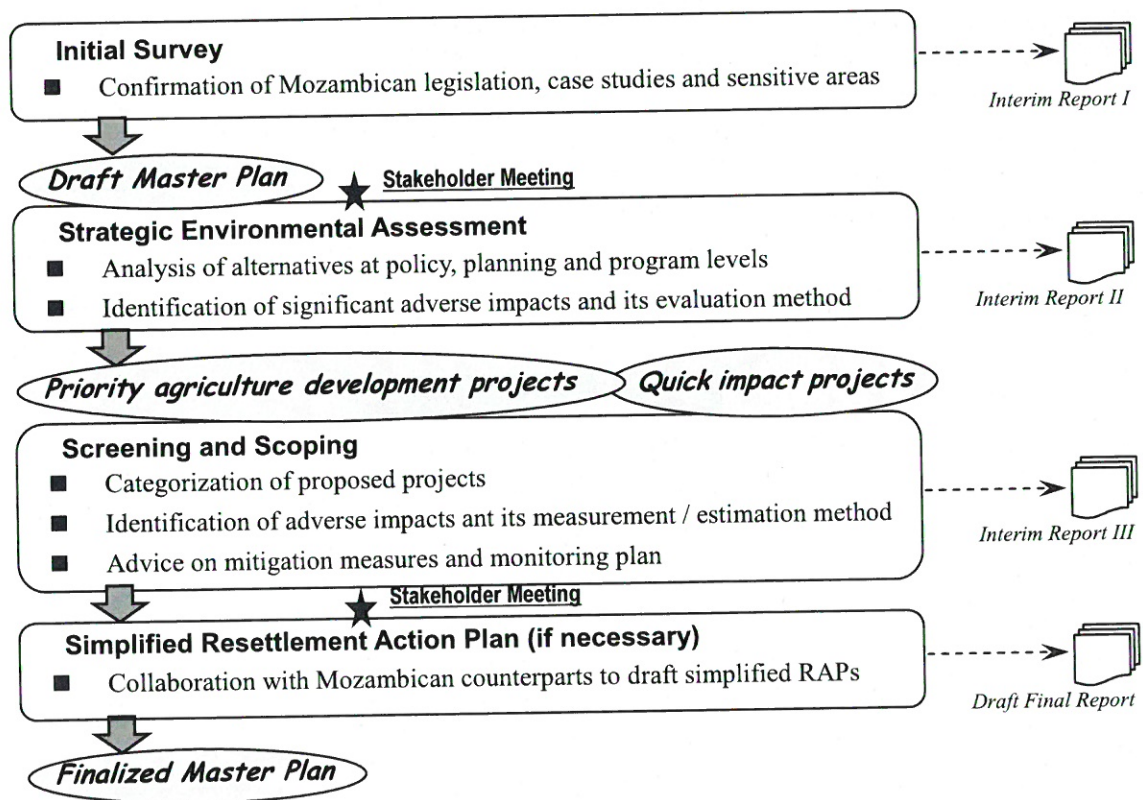 Initial Survey
■ Confirmation of Mozambican legislation, case studies and sensitive areas
Interim Report I
Draft Master Plan
Stakeholder Meeting
Strategic Environmental Assessment
■ Analysis of alternatives at policy, planning and program levels
■ Identification of significant adverse impacts and its evaluation method
Interim Report II
Priority agriculture development projects
Quick impact projects
Screening and Scoping
■ Categorization of proposed projects
■ Identification of adverse impacts ant its measurement / estimation method
■ Advice on mitigation measures and monitoring plan
Interim Report III
Stakeholder Meeting
Simplified Resettlement Action Plan (if necessary)
■ Collaboration with Mozambican counterparts to draft simplified RAPs
Draft Final Report
Finalized Master Plan